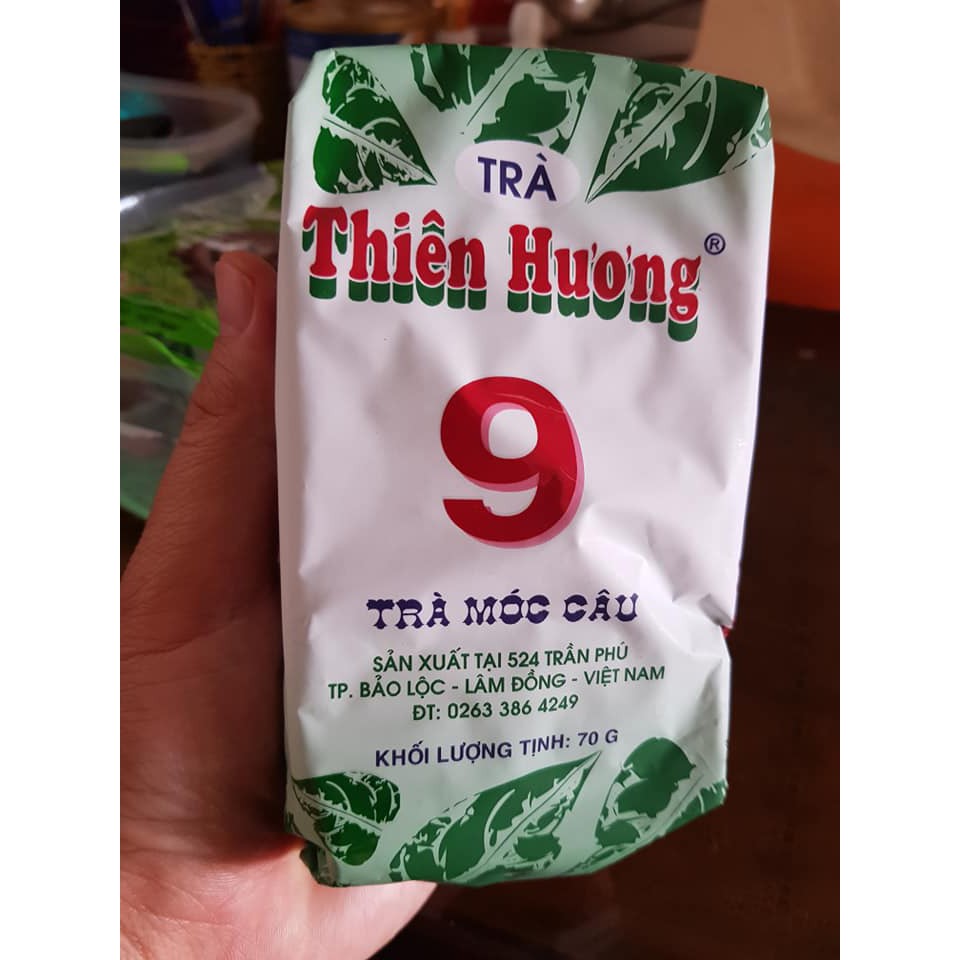 TRÀ
Thiên Hương ®
9
TRÀ MÓC CÂU
SẢN XUẤT TẠI 524 TRẦN PHÚ
TP. BẢO LỘC - LÂM ĐỒNG - VIỆT NAM
ĐT: 0263 386 4249
KHỐI LƯỢNG TỊNH: 70 G